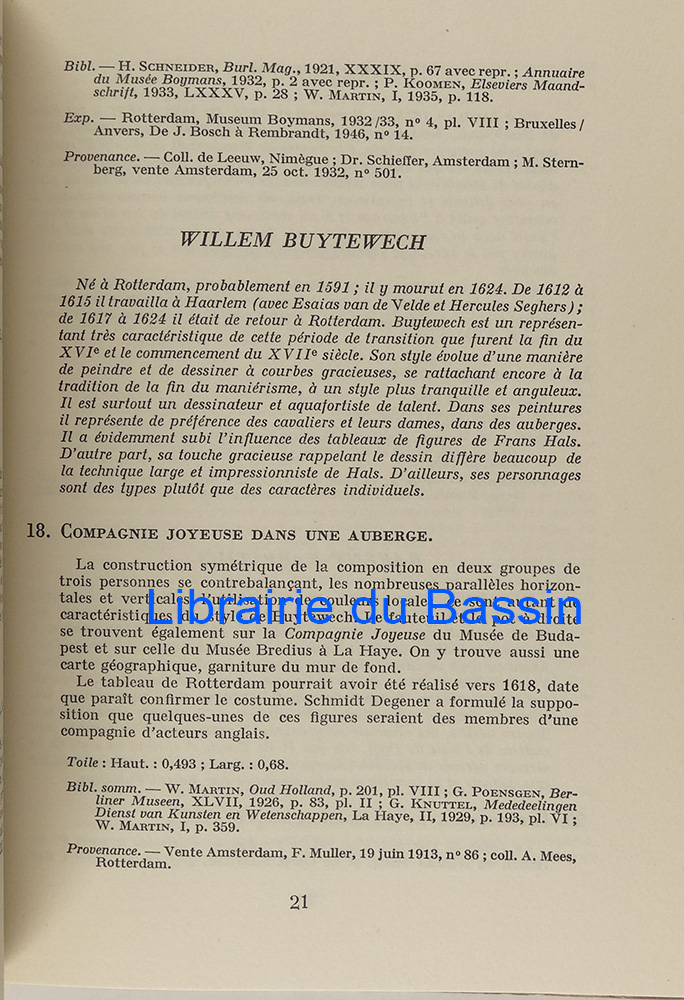 Bibl. — H. SCHNEIDER, Burl. Mag., 1921, XXXIX, p. 67 avec repr. ; Annuaire
du Musée Boymans, 1932, p. 2 avec repr. ; P. KOOMEN, Elseviers Maand-
schrift, 1933, LXXXV, p. 28 ; W. MARTIN, I, 1935, p. 118.
Exp. — Rotterdam, Museum Boymans, 1932/33, n° 4, pl. VIII ; Bruxelles/
Anvers, De J. Bosch à Rembrandt, 1946, n° 14.
Provenance. — Coll. de Leeuw, Nimègue ; Dr. Schieffer, Amsterdam ; M. Stern-
berg, vente Amsterdam, 25 oct. 1932, n° 501.
WILLEM BUYTEWECH
Né à Rotterdam, probablement en 1591 ; il y mourut en 1624. De 1612 à
1615 il travailla à Haarlem (avec Esaias van de Velde et Hercules Seghers) ;
de 1617 à 1624 il était de retour à Rotterdam. Buytewech est un représen-
tant très caractéristique de cette période de transition que furent la fin du
XVIe et le commencement du XVIIe siècle. Son style évolue d'une manière
de peindre et de dessiner à courbes gracieuses, se rattachant encore à la
tradition de la fin du maniérisme, à un style plus tranquille et anguleux.
Il est surtout un dessinateur et aquafortiste de talent. Dans ses peintures
il représente de préférence des cavaliers et leurs dames, dans des auberges.
Il a évidemment subi l'influence des tableaux de figures de Frans Hals.
D'autre part, sa touche gracieuse rappelant le dessin diffère beaucoup de
la technique large et impressionniste de Hals. D'ailleurs, ses personnages
sont des types plutôt que des caractères individuels.
18. COMPAGNIE JOYEUSE DANS UNE AUBERGE.
La construction symétrique de la composition en deux groupes de
trois personnes se contrebalançant, les nombreuses parallèles horizon-
tales et verticales, l'utilisation de couleurs locales, ce sont autant de
caractéristiques du style de Buytewech. Le fauteuil et le pot à droite
se trouvent également sur la Compagnie Joyeuse du Musée de Buda-
pest et sur celle du Musée Bredius à La Haye. On y trouve aussi une
carte géographique, garniture du mur de fond.
Le tableau de Rotterdam pourrait avoir été réalisé vers 1618, date
que paraît confirmer le costume. Schmidt Degener a formulé la suppo-
sition que quelques-unes de ces figures seraient des membres d'une
compagnie d'acteurs anglais.
Toile : Haut. : 0,493 ; Larg. : 0,68.
Bibl. somm. — W. MARTIN, Oud Holland, p. 201, pl. VIII ; G. POENSGEN, Ber-
liner Museen, XLVII, 1926, p. 83, pl. II ; G. KNUTTEL, Mededeelingen
Dienst van Kunsten en Wetenschappen, La Haye, II, 1929, p. 193, pl. VI ;
W. MARTIN, I, p. 359.
Provenance. — Vente Amsterdam, F. Muller, 19 juin 1913, n° 86 ; coll. A. Mees,
Rotterdam.
21
Librairie du Bassin